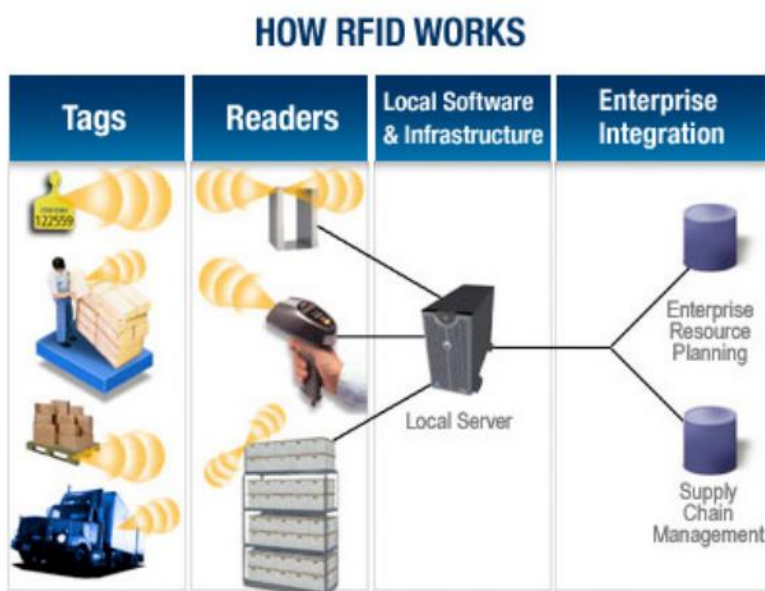 HOW RFID WORKS
Tags
Readers
Local Software
& Infrastructure
Enterprise
Integration
122559
Local Server
Enterprise
Resource
Planning
Supply
Chain
Management